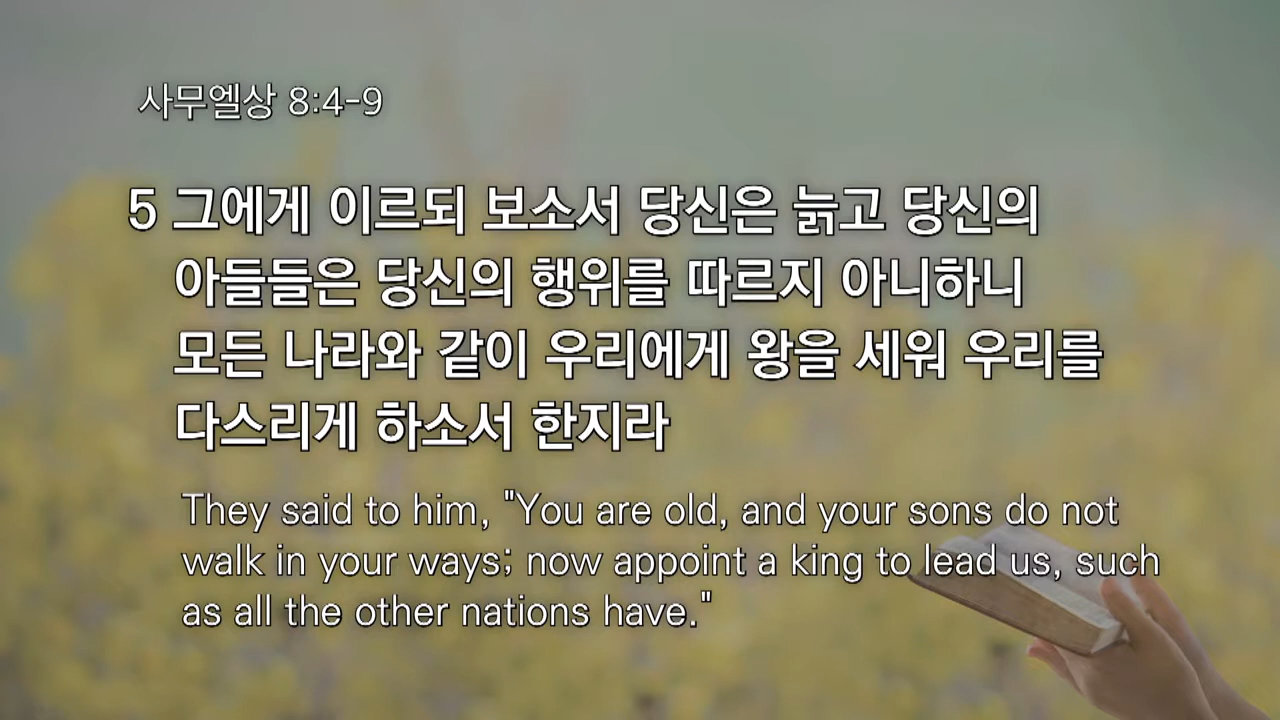 사무엘상 8:4-9
5 그에게 이르되 보소서 당신은 늙고 당신의
아들들은 당신의 행위를 따르지 아니하니
모든 나라와 같이 우리에게 왕을 세워 우리를
다스리게 하소서 한지라
They said to him, "You are old, and your sons do not
walk in your ways; now appoint a king to lead us, such
as all the other nations have."